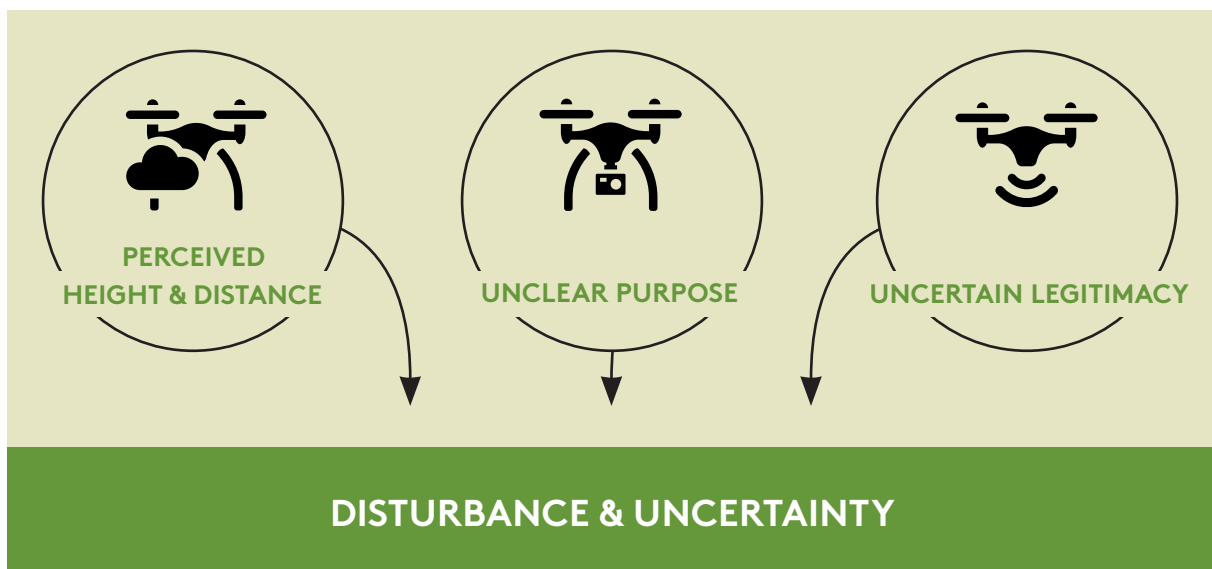 PERCEIVED
HEIGHT & DISTANCE
UNCLEAR PURPOSE
UNCERTAIN LEGITIMACY
DISTURBANCE & UNCERTAINTY